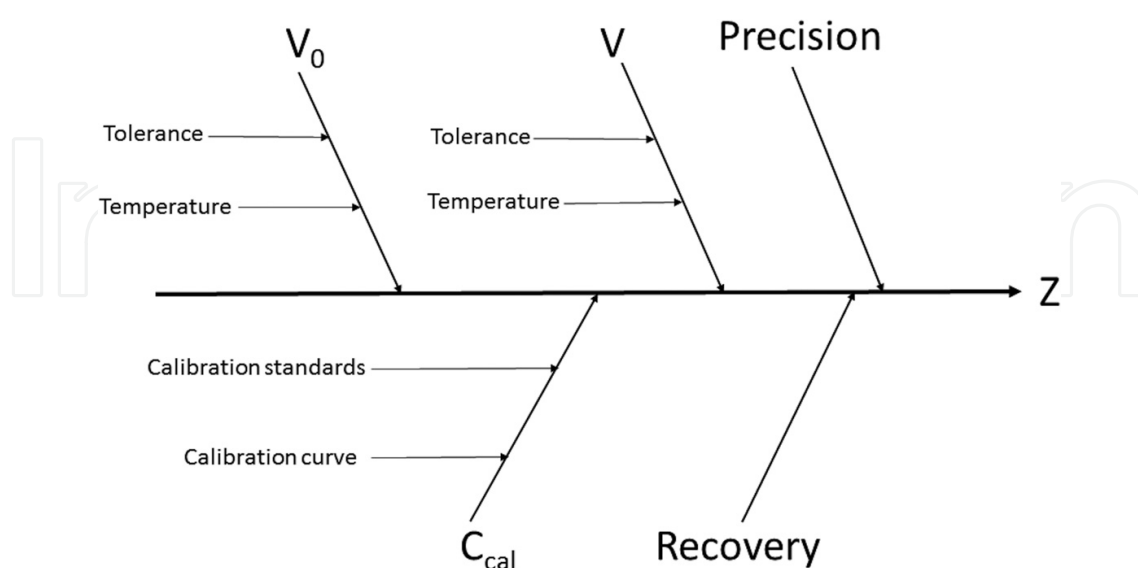 V0 V Precision
Tolerance Tolerance
Temperature Temperature
Z
Calibration standards
Calibration curve
Ccal Recovery